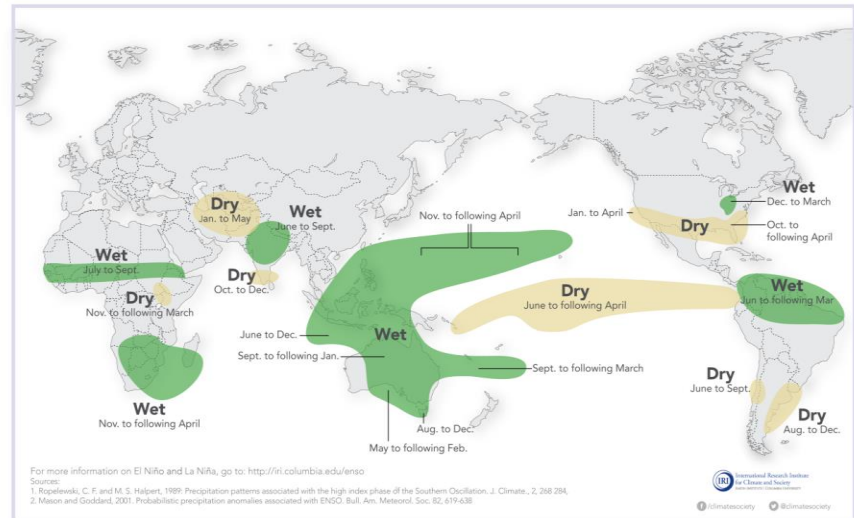 Dry
Jan. to May
Wet
June to Sept.
Nov. to following April
Jan. to April
Wet
Dec. to March
Dry
Oct. to
following April
Wet
July to Sept.
Dry
Oct. to Dec.
Dry
Nov. to following March
Dry
June to following April
Wet
Jun to following Mar
June to Dec.
Wet
Sept. to following Jan.
Sept. to following March
Dry
June to Sept.
Wet
Nov. to following April
Aug. to Dec.
May to following Feb.
Dry
Aug. to Dec.
For more information on El Niño and La Niña, go to: http://iri.columbia.edu/enso
Sources:
1. Ropelewski, C. F. and M. S. Halpert, 1989: Precipitation patterns associated with the high index phase of the Southern Oscillation. J. Climate., 2, 268 284,
2. Mason and Goddard, 2001. Probabilistic precipitation anomalies associated with ENSO. Bull. Am. Meteorol. Soc. 82, 619-638
IRI
International Research Institute
for Climate and Society
/climatesociety
@climatesociety